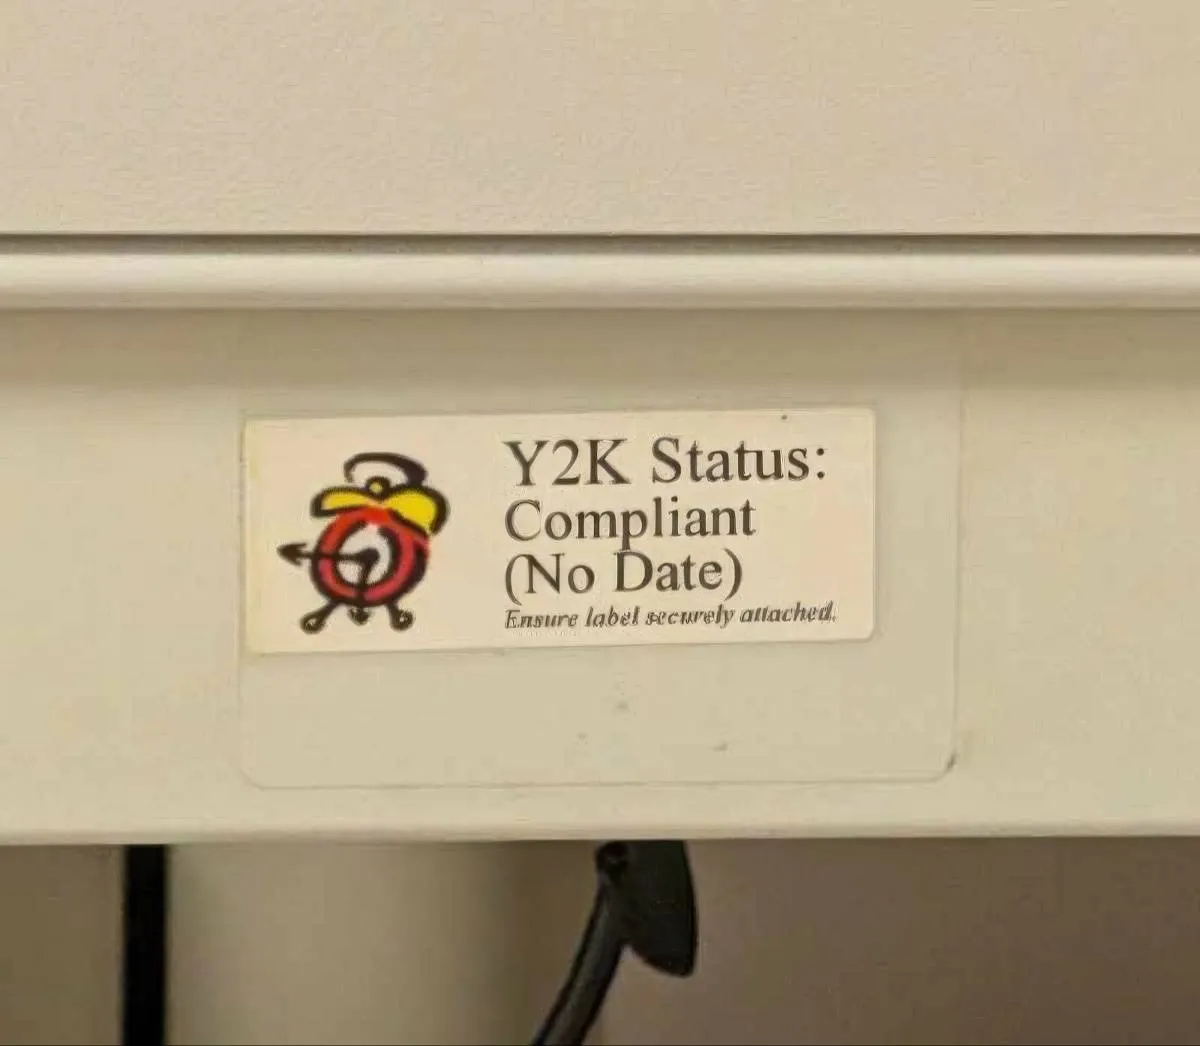 Y2K Status:
Compliant
(No Date)
Ensure label securely attached.